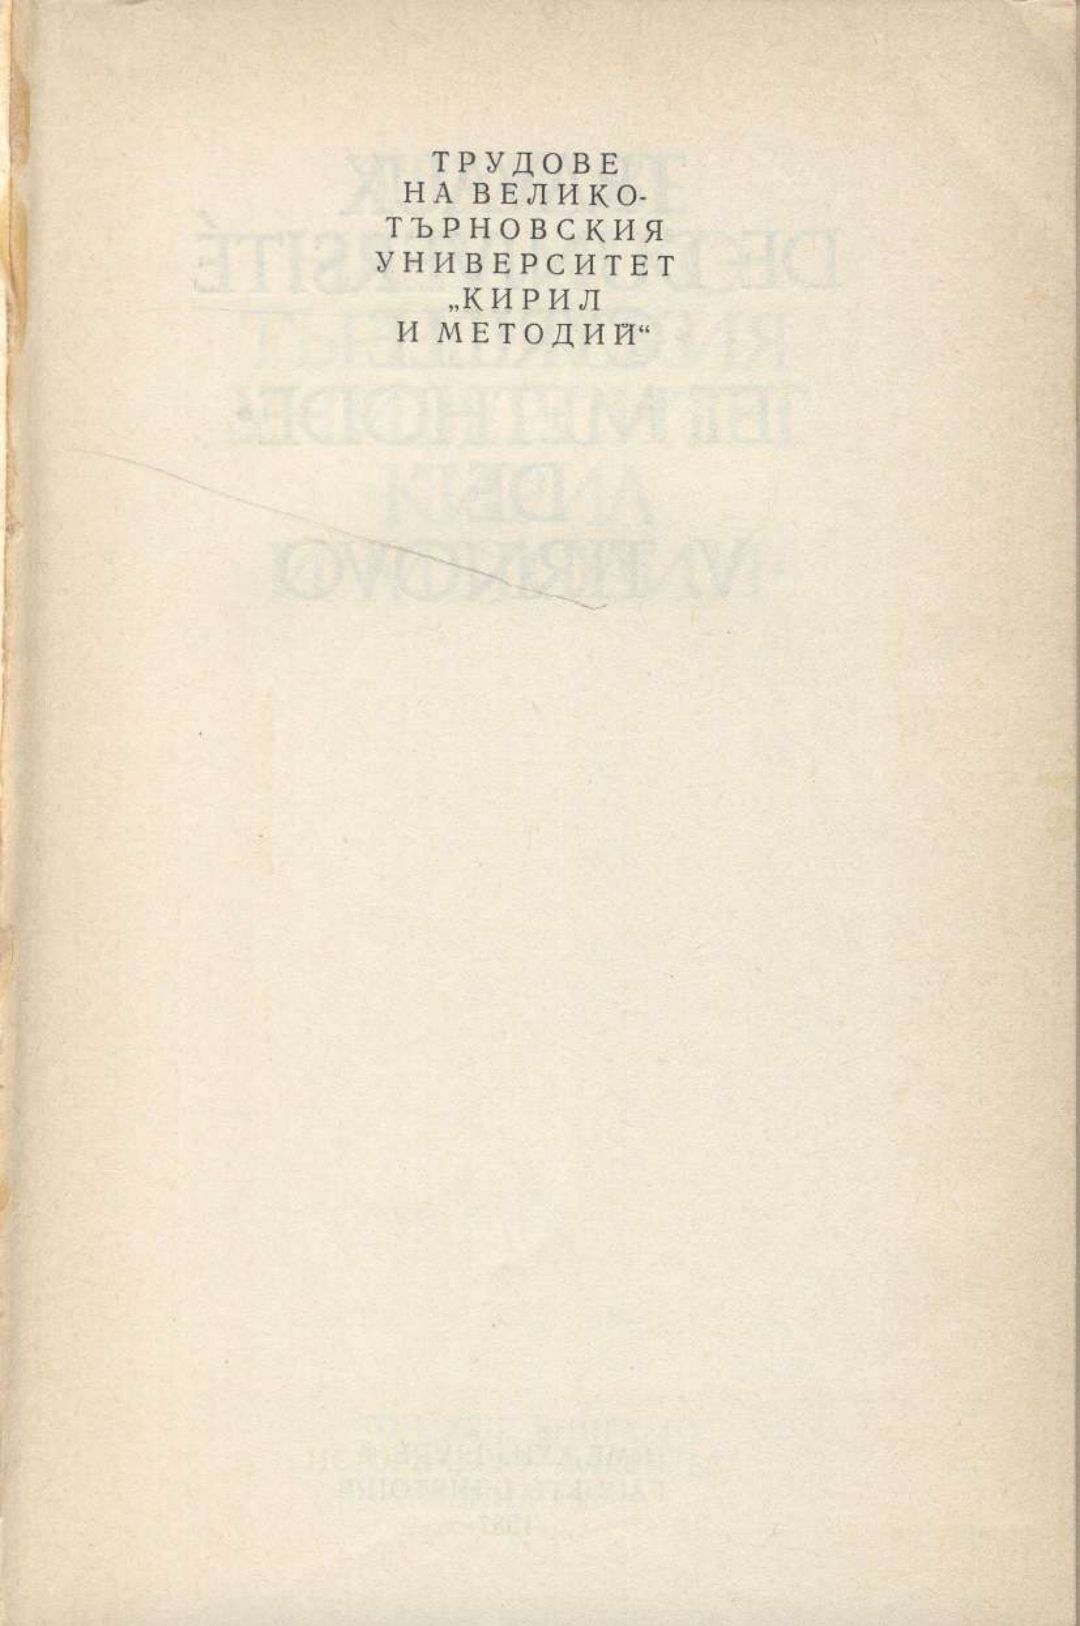 ТРУДОВЕ
НА ВЕЛИКО-
ТЪРНОВСКИЯ
УНИВЕРСИТЕТ
„КИРИЛ
И МЕТОДИЙ“